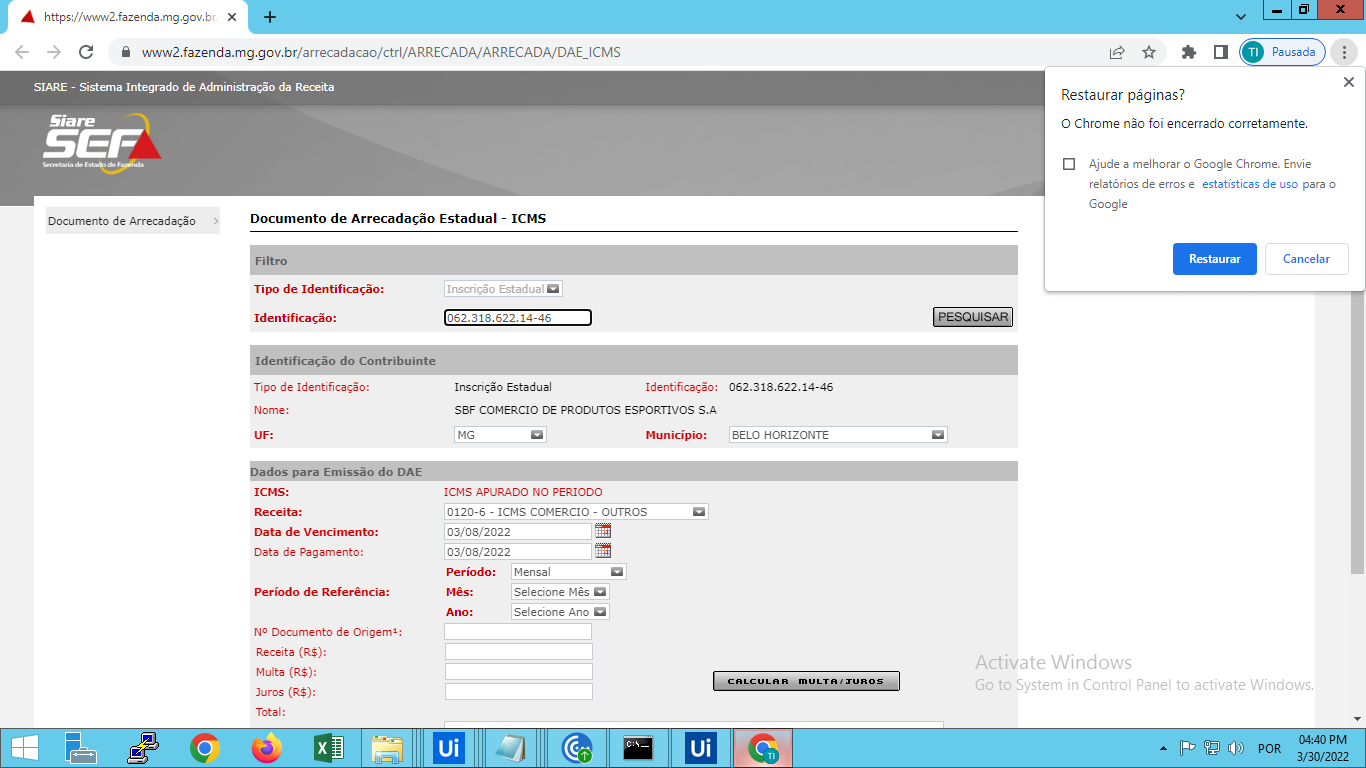 https://www2.fazenda.mg.gov.br/
www2.fazenda.mg.gov.br/arrecadacao/ctrl/ARRECADA/ARRECADA/DAE_ICMS
TI Pausada
SIARE - Sistema Integrado de Administração da Receita
Restaurar páginas?
O Chrome não foi encerrado corretamente.
Ajude a melhorar o Google Chrome. Envie
relatórios de erros e estatísticas de uso para o
Google
Restaurar Cancelar
Siare
SEF
Secretaria de Estado de Fazenda
Documento de Arrecadação
Documento de Arrecadação Estadual - ICMS
Filtro
Tipo de Identificação: Inscrição Estadual
Identificação: 062.318.622.14-46 PESQUISAR
Identificação do Contribuinte
Tipo de Identificação: Inscrição Estadual Identificação: 062.318.622.14-46
Nome: SBF COMERCIO DE PRODUTOS ESPORTIVOS S.A
UF: MG Município: BELO HORIZONTE
Dados para Emissão do DAE
ICMS: ICMS APURADO NO PERIODO
Receita: 0120-6 - ICMS COMERCIO - OUTROS
Data de Vencimento: 03/08/2022
Data de Pagamento: 03/08/2022
Período: Mensal
Período de Referência: Mês: Selecione Mês
Ano: Selecione Ano
Nº Documento de Origem¹:
Receita (R$):
Multa (R$):
CALCULAR MULTA/JUROS
Juros (R$):
Total:
Activate Windows
Go to System in Control Panel to activate Windows.
Ui
Ui
TI
POR
04:40 PM
3/30/2022